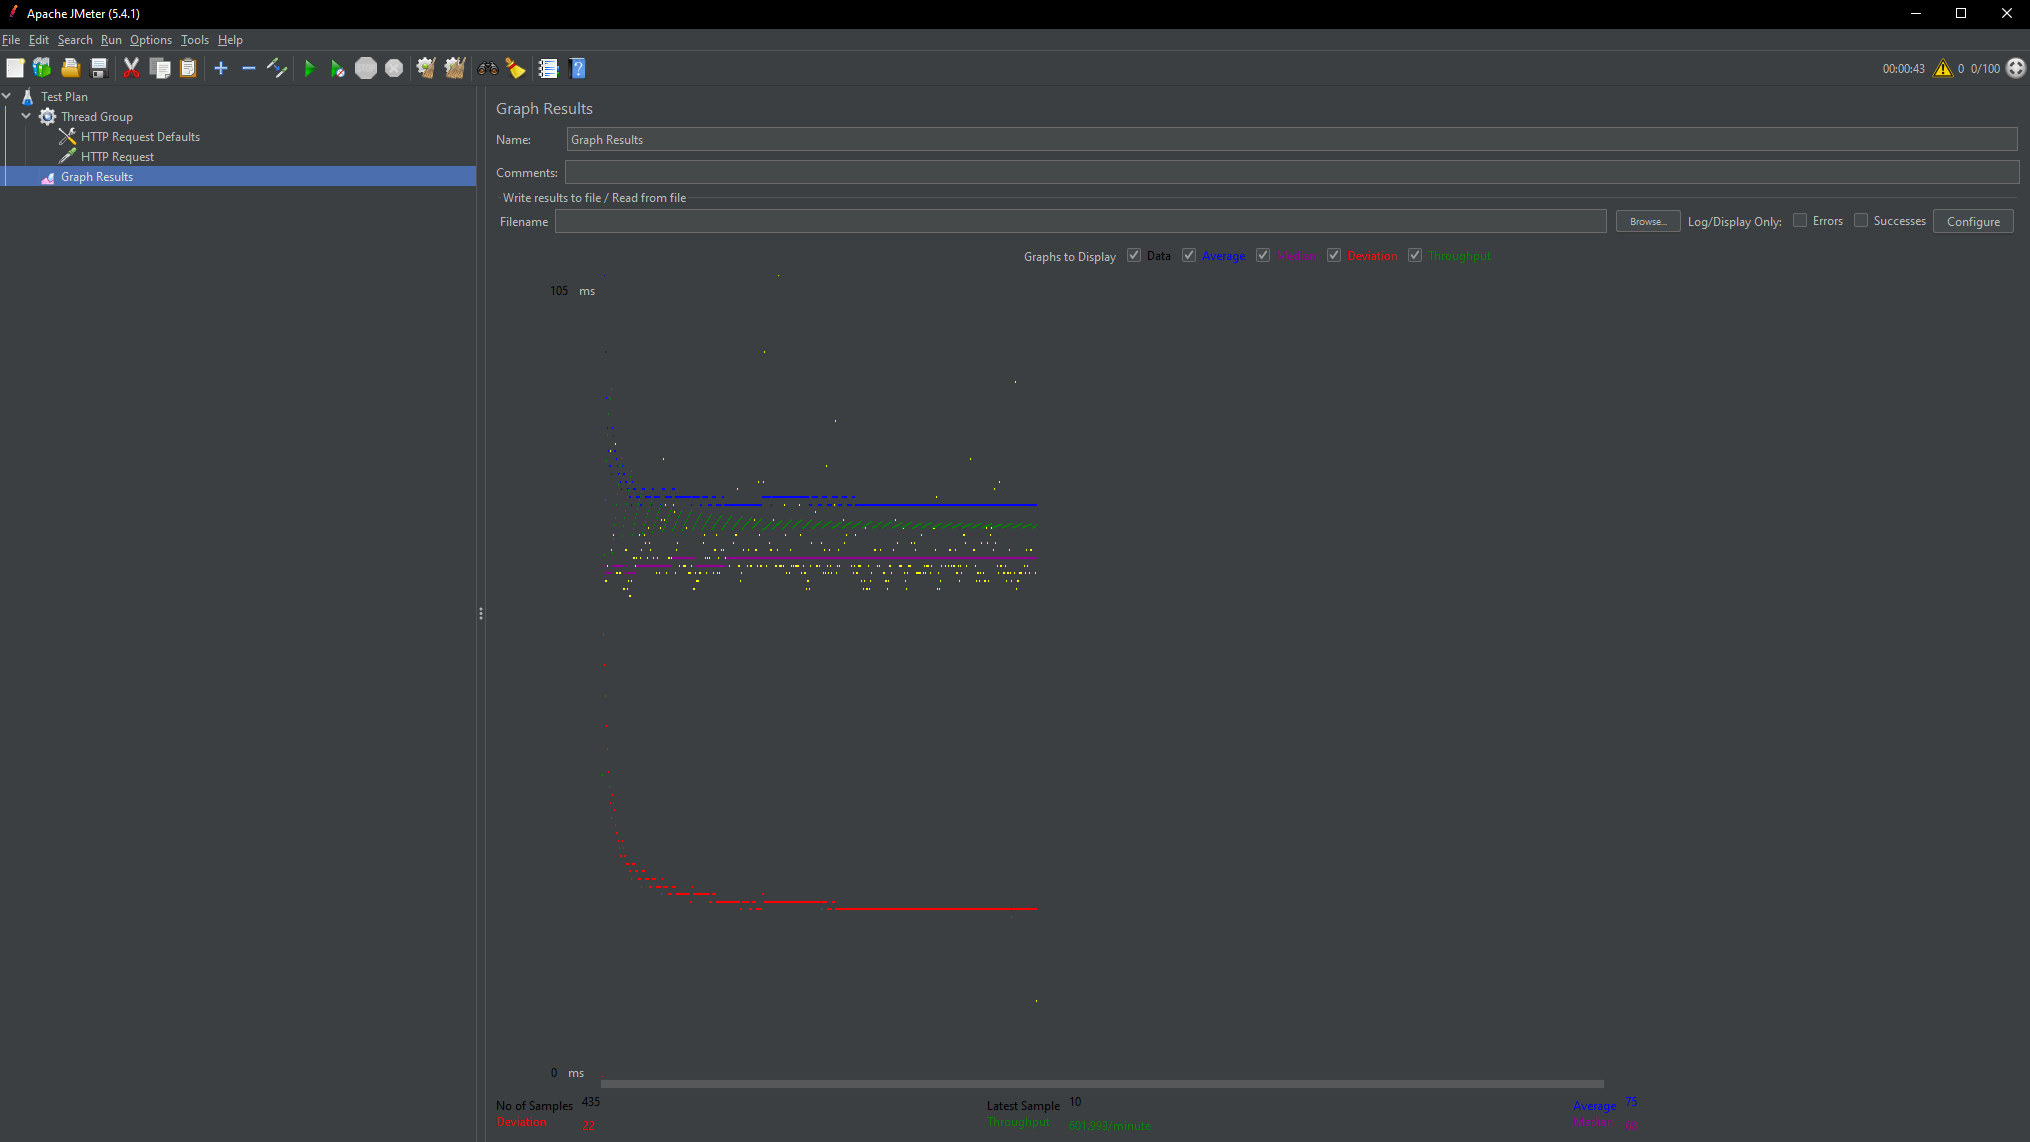 Apache JMeter (5.4.1)
File Edit Search Run Options Tools Help
00:00:43 0 0/100
Test Plan
Thread Group
HTTP Request Defaults
HTTP Request
Graph Results
Graph Results
Name: Graph Results
Comments:
Write results to file / Read from file
Filename Browse... Log/Display Only: Errors Successes Configure
Graphs to Display Data Average Median Deviation Throughput
105 ms
0 ms
No of Samples 435 Latest Sample 10 Average 75
Deviation 22 Throughput 601.993/minute Median